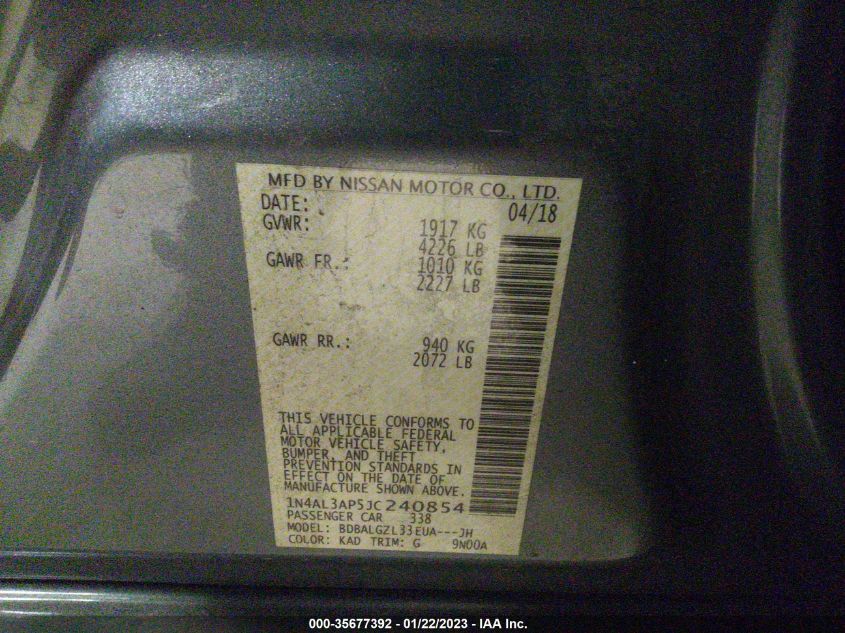 MFD BY NISSAN MOTOR CO., LTD.
DATE: 04/18
GVWR: 1917 KG
4226 LB
GAWR FR.: 1010 KG
2227 LB
GAWR RR.: 940 KG
2072 LB
THIS VEHICLE CONFORMS TO
ALL APPLICABLE FEDERAL
MOTOR VEHICLE SAFETY,
BUMPER, AND THEFT
PREVENTION STANDARDS IN
EFFECT ON THE DATE OF
MANUFACTURE SHOWN ABOVE.
1N4AL3AP5JC240854
PASSENGER CAR 338
MODEL: BDBALGZL33EUA---JH
COLOR: KAD TRIM: G 9N00A
000-35677392 - 01/22/2023 - IAA Inc.